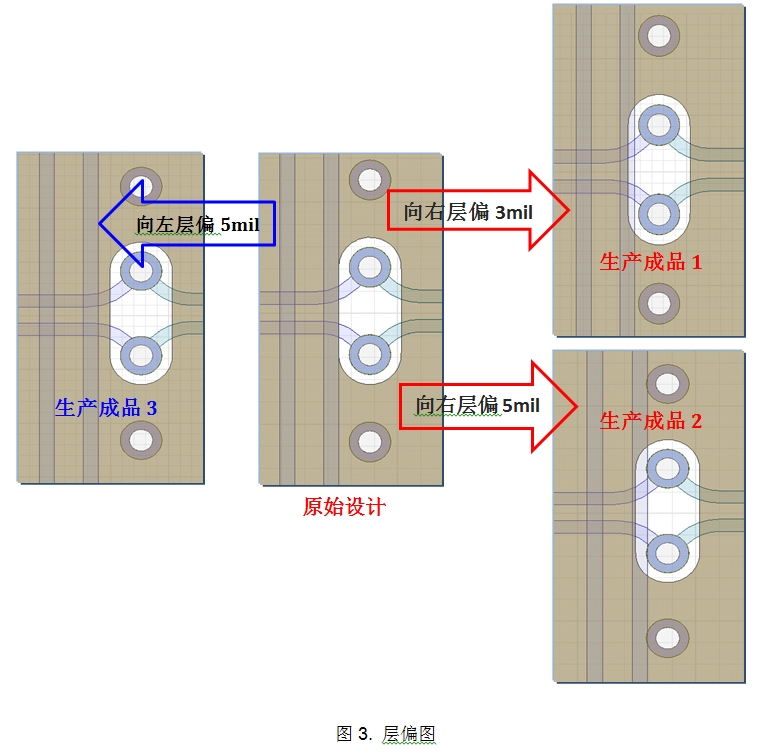 向右层偏 3mil
向左层偏 5mil
生产成品 1
向右层偏 5mil
生产成品 3
生产成品 2
原始设计
图 3. 层偏图